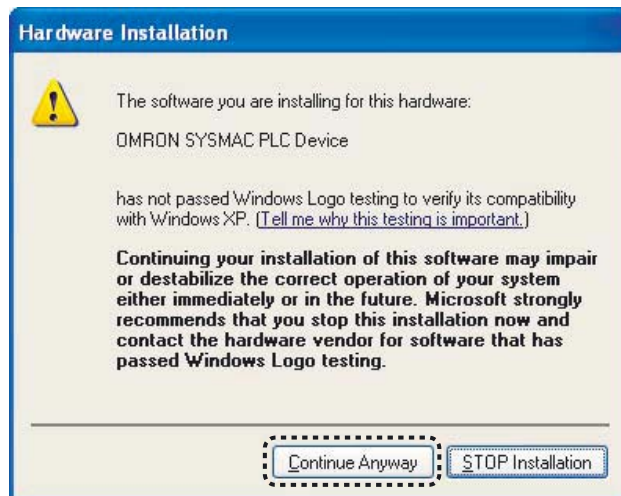 Hardware Installation
The software you are installing for this hardware:
OMRON SYSMAC PLC Device
has not passed Windows Logo testing to verify its compatibility
with Windows XP. (Tell me why this testing is important.)
Continuing your installation of this software may impair
or destabilize the correct operation of your system
either immediately or in the future. Microsoft strongly
recommends that you stop this installation now and
contact the hardware vendor for software that has
passed Windows Logo testing.
Continue Anyway
STOP Installation